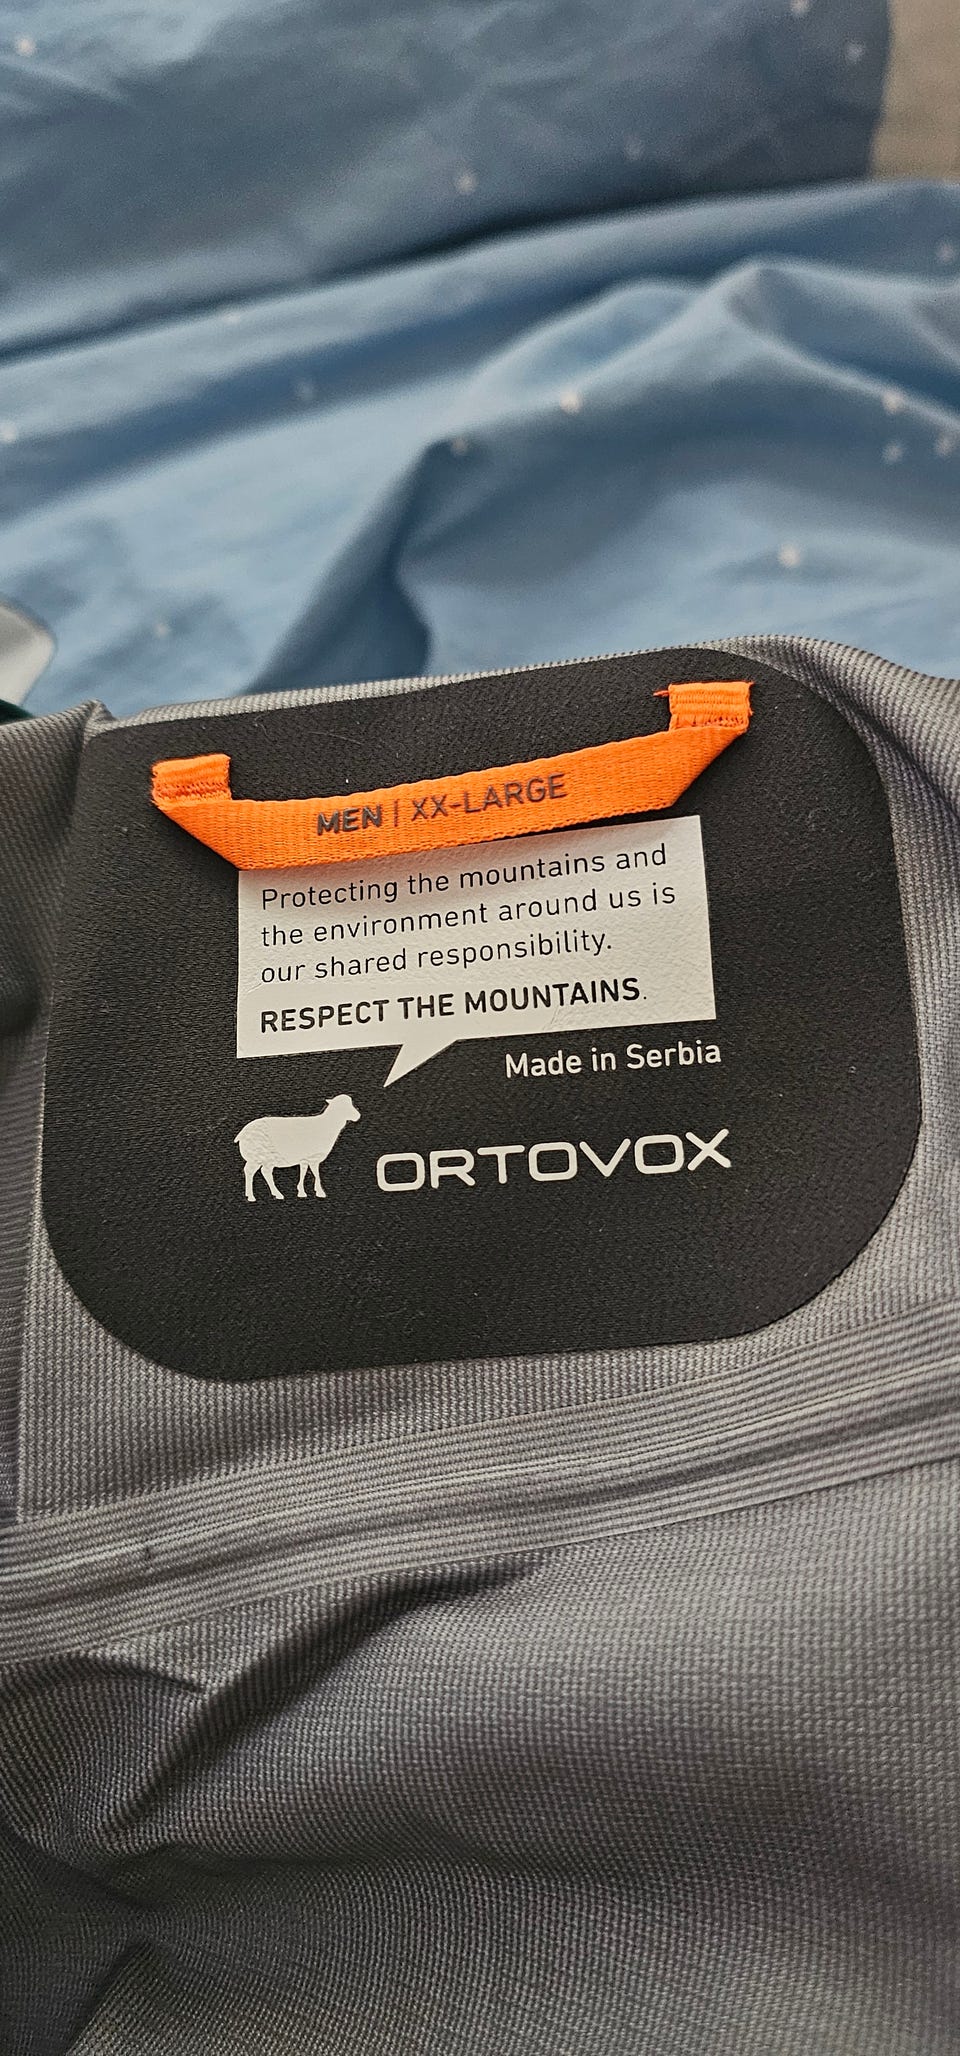 MEN | XX-LARGE
Protecting the mountains and
the environment around us is
our shared responsibility.
RESPECT THE MOUNTAINS.
Made in Serbia
ORTOVOX